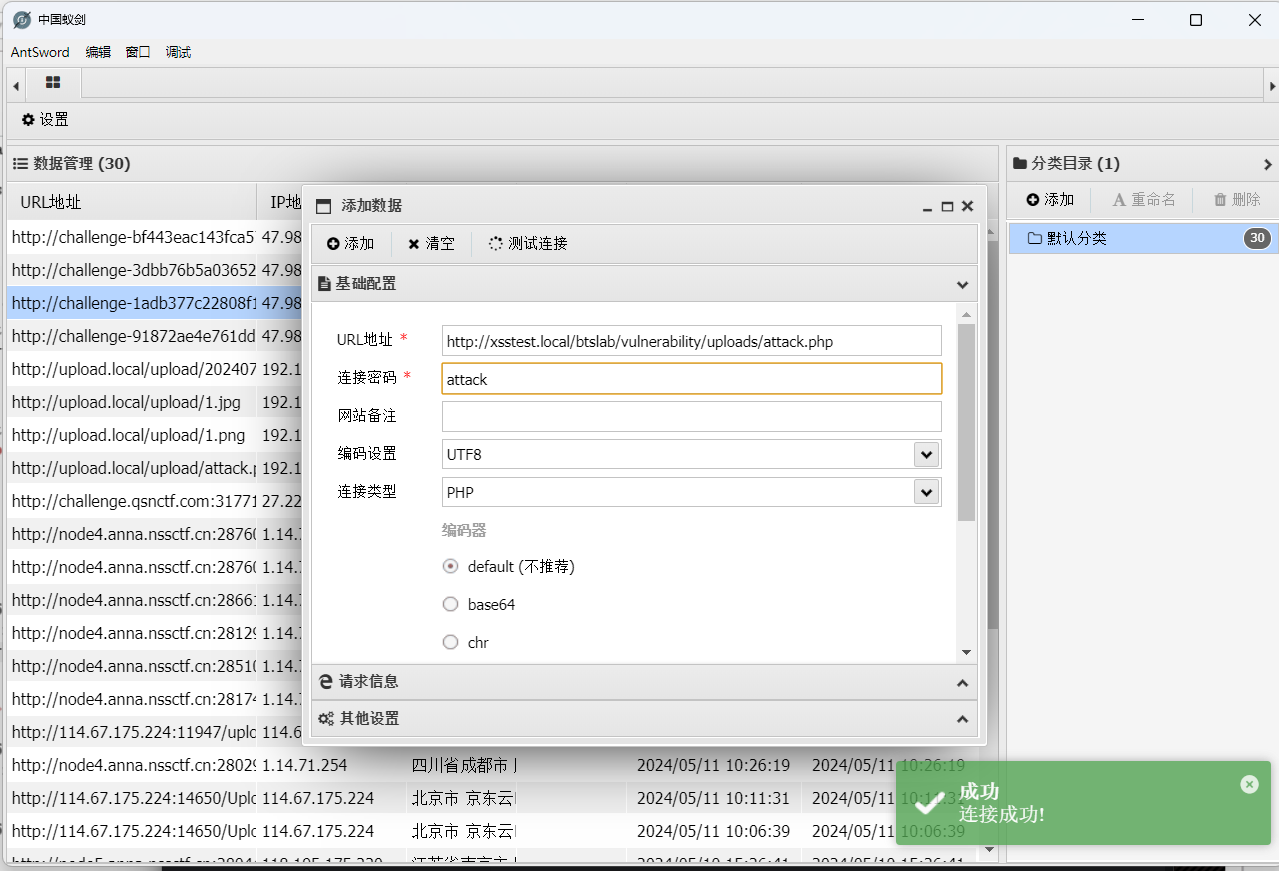 中国蚁剑
AntSword 编辑 窗口 调试
设置
数据管理 (30)
分类目录 (1)
添加 重命名 删除
默认分类 30
URL地址 IP地
http://challenge-bf443eac143fca5 47.98
http://challenge-3dbb76b5a03652 47.98
http://challenge-1adb377c22808f1 47.98
http://challenge-91872ae4e761dd 47.98
http://upload.local/upload/202407 192.1
http://upload.local/upload/1.jpg 192.1
http://upload.local/upload/1.png 192.1
http://upload.local/upload/attack.p 192.1
http://challenge.qsnctf.com:31771 27.22
http://node4.anna.nssctf.cn:28760 1.14.7
http://node4.anna.nssctf.cn:28760 1.14.7
http://node4.anna.nssctf.cn:28661 1.14.7
http://node4.anna.nssctf.cn:28129 1.14.7
http://node4.anna.nssctf.cn:28510 1.14.7
http://node4.anna.nssctf.cn:28174 1.14.7
http://114.67.175.224:11947/uplo 114.6
http://node4.anna.nssctf.cn:28029 1.14.71.254 四川省成都市 2024/05/11 10:26:19 2024/05/11 10:26:19
http://114.67.175.224:14650/Uplo 114.67.175.224 北京市 京东云 2024/05/11 10:11:31 2024/05/11
http://114.67.175.224:14650/Uplo 114.67.175.224 北京市 京东云 2024/05/11 10:06:39 2024/05/11 10:06:39
添加数据
添加 清空 测试连接
基础配置
URL地址 * http://xsstest.local/btslab/vulnerability/uploads/attack.php
连接密码 * attack
网站备注
编码设置 UTF8
连接类型 PHP
编码器
default (不推荐)
base64
chr
请求信息
其他设置
成功
连接成功!